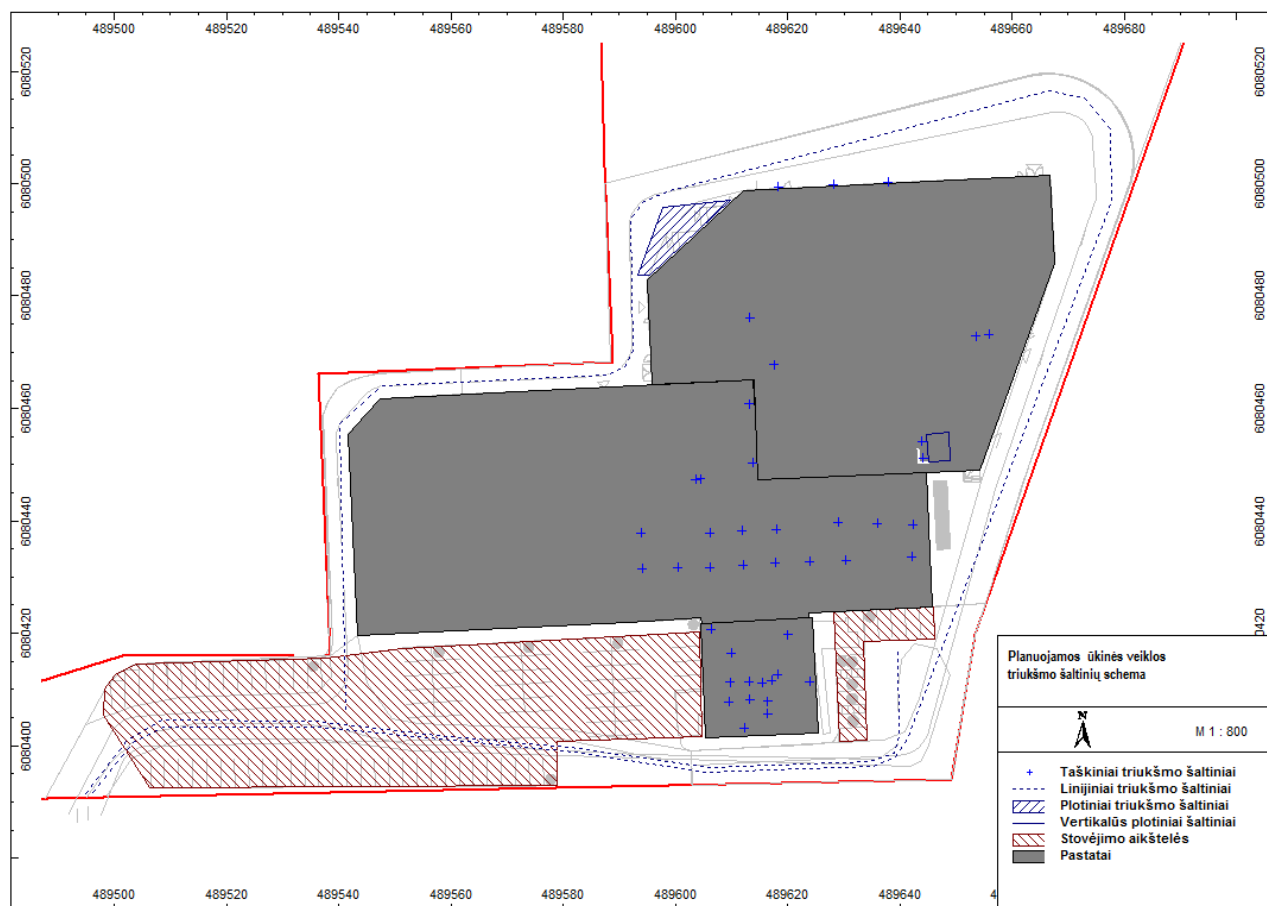 489500 489520 489540 489560 489580 489600 489620 489640 489660 489680
6080520 6080520
6080500 6080500
6080480 6080480
6080460 6080460
6080440 6080440
6080420 6080420
6080400
Planuojamos ūkinės veiklos
triukšmo šaltinių schema
N
M 1 : 800
Taškiniai triukšmo šaltiniai
Linijiniai triukšmo šaltiniai
Plotiniai triukšmo šaltiniai
Vertikalūs plotiniai šaltiniai
Stovėjimo aikštelės
Pastatai
489500 489520 489540 489560 489580 489600 489620 489640 4